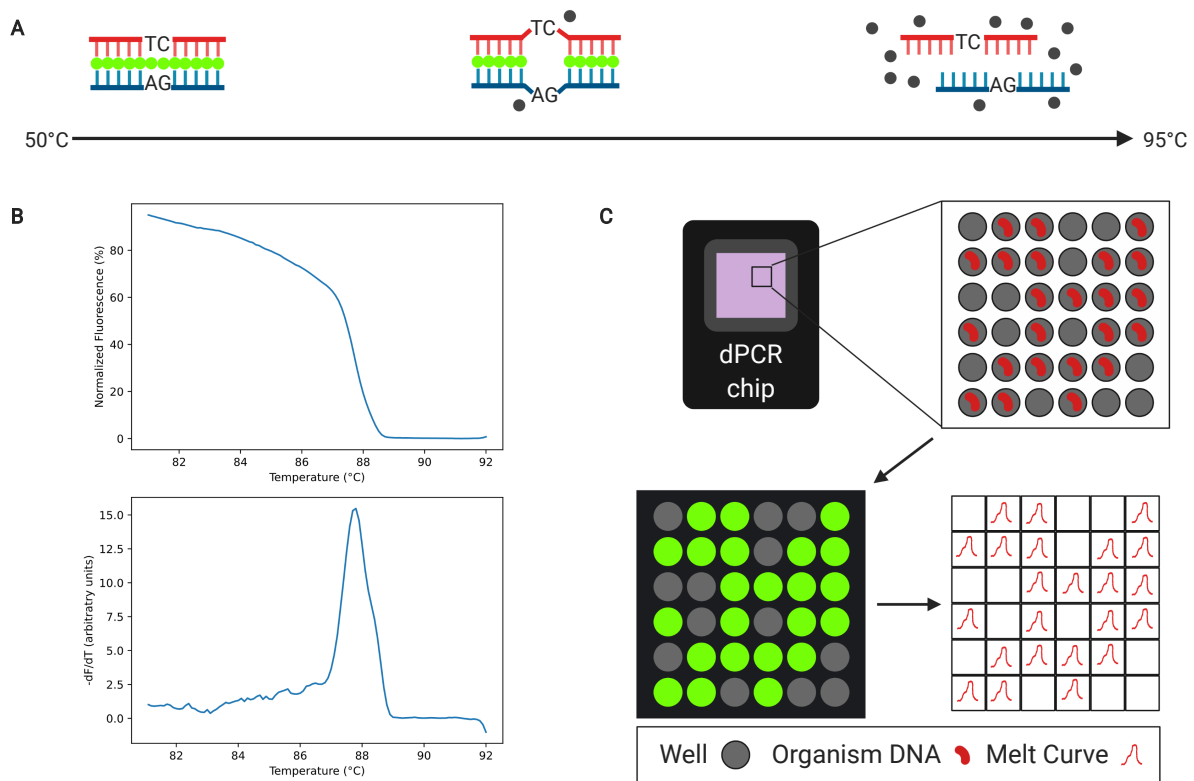 A
TC
AG
TC
AG
TC
AG
50°C
95°C
B
80
60
40
20
0
Normalized Fluorescence (%)
82
84
86
88
90
92
Temperature (°C)
15.0
12.5
10.0
7.5
5.0
2.5
0.0
-dF/dT (arbitratry units)
82
84
86
88
90
92
Temperature (°C)
C
dPCR
chip
Well
Organism DNA
Melt Curve